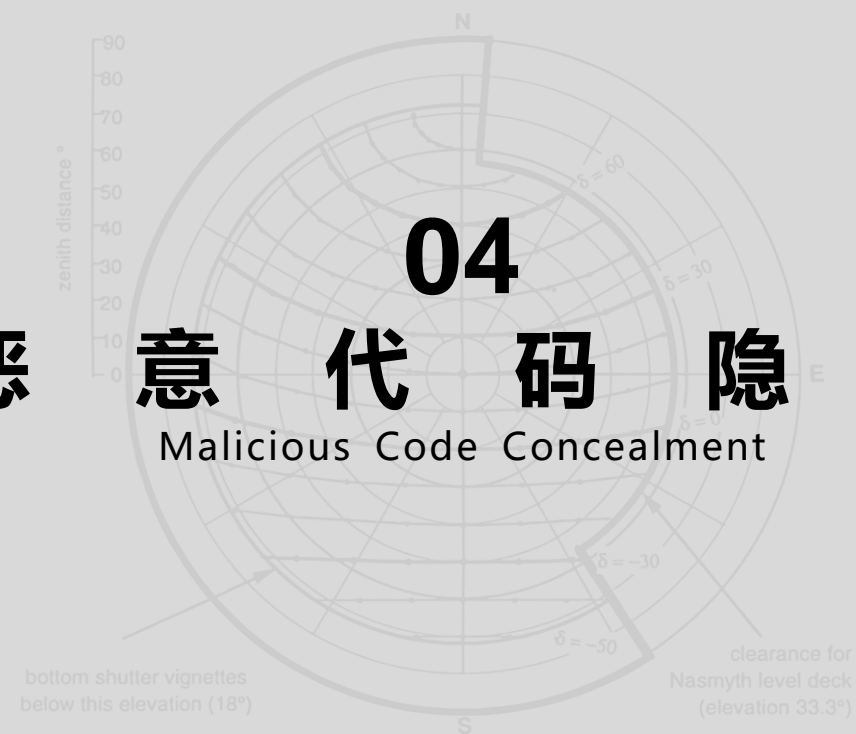 N
90
80
70
60
50
40
30
20
10
0
zenith distance °
δ = 60
δ = 30
δ = 0
δ = −30
δ = −50
E
S
04
恶 意 代 码 隐
Malicious Code Concealment
bottom shutter vignettes
below this elevation (18°)
clearance for
Nasmyth level deck
(elevation 33.3°)